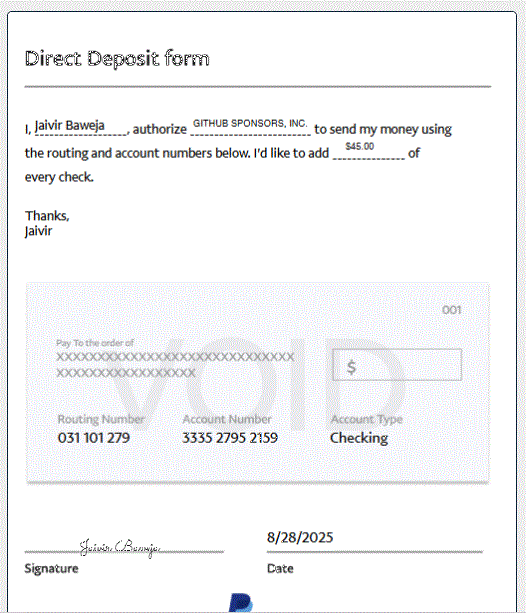 Direct Deposit form
I, Jaivir Baweja, authorize GITHUB SPONSORS, INC. to send my money using
the routing and account numbers below. I'd like to add $45.00 of
every check.
Thanks,
Jaivir
VOID
001
Pay To the order of
XXXXXXXXXXXXXXXXXXXXXXXXXXXXX
XXXXXXXXXXXXXXXXX
$
Routing Number Account Number Account Type
031 101 279 3335 2795 2159 Checking
Jaivir Baweja 8/28/2025
Signature Date